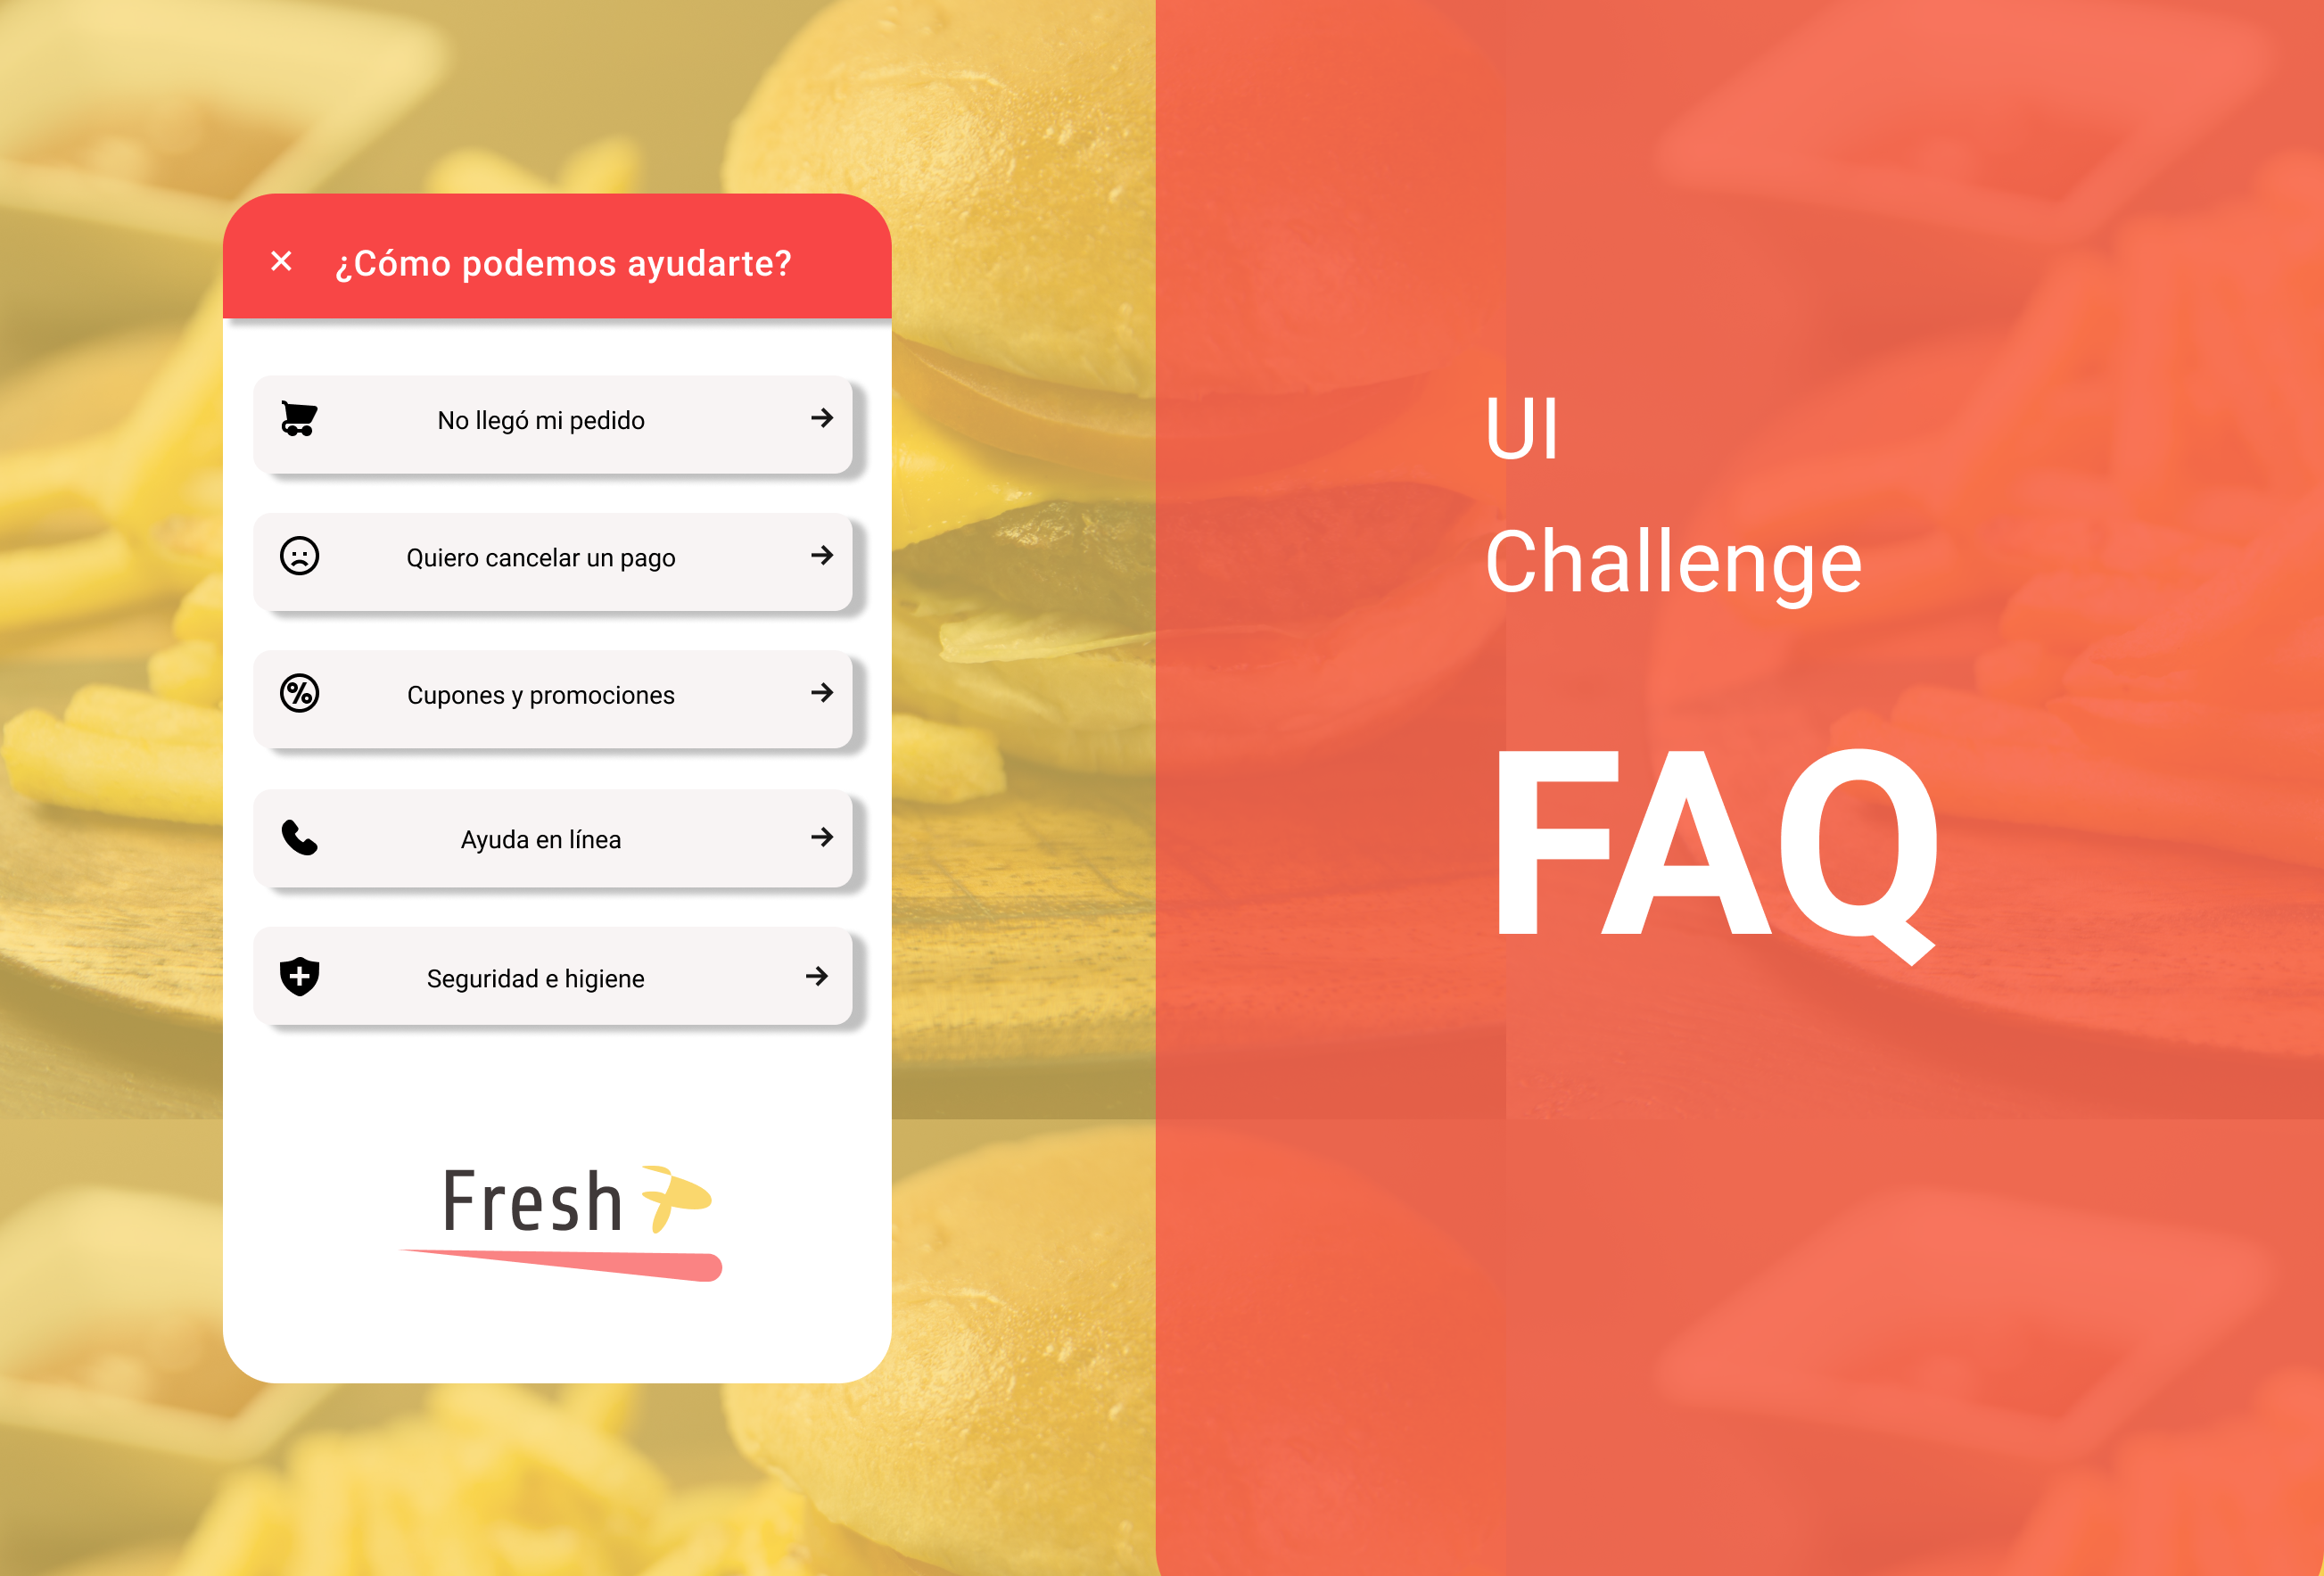 ¿Cómo podemos ayudarte?
No llegó mi pedido
Quiero cancelar un pago
Cupones y promociones
Ayuda en línea
Seguridad e higiene
Fresh
UI
Challenge
FAQ